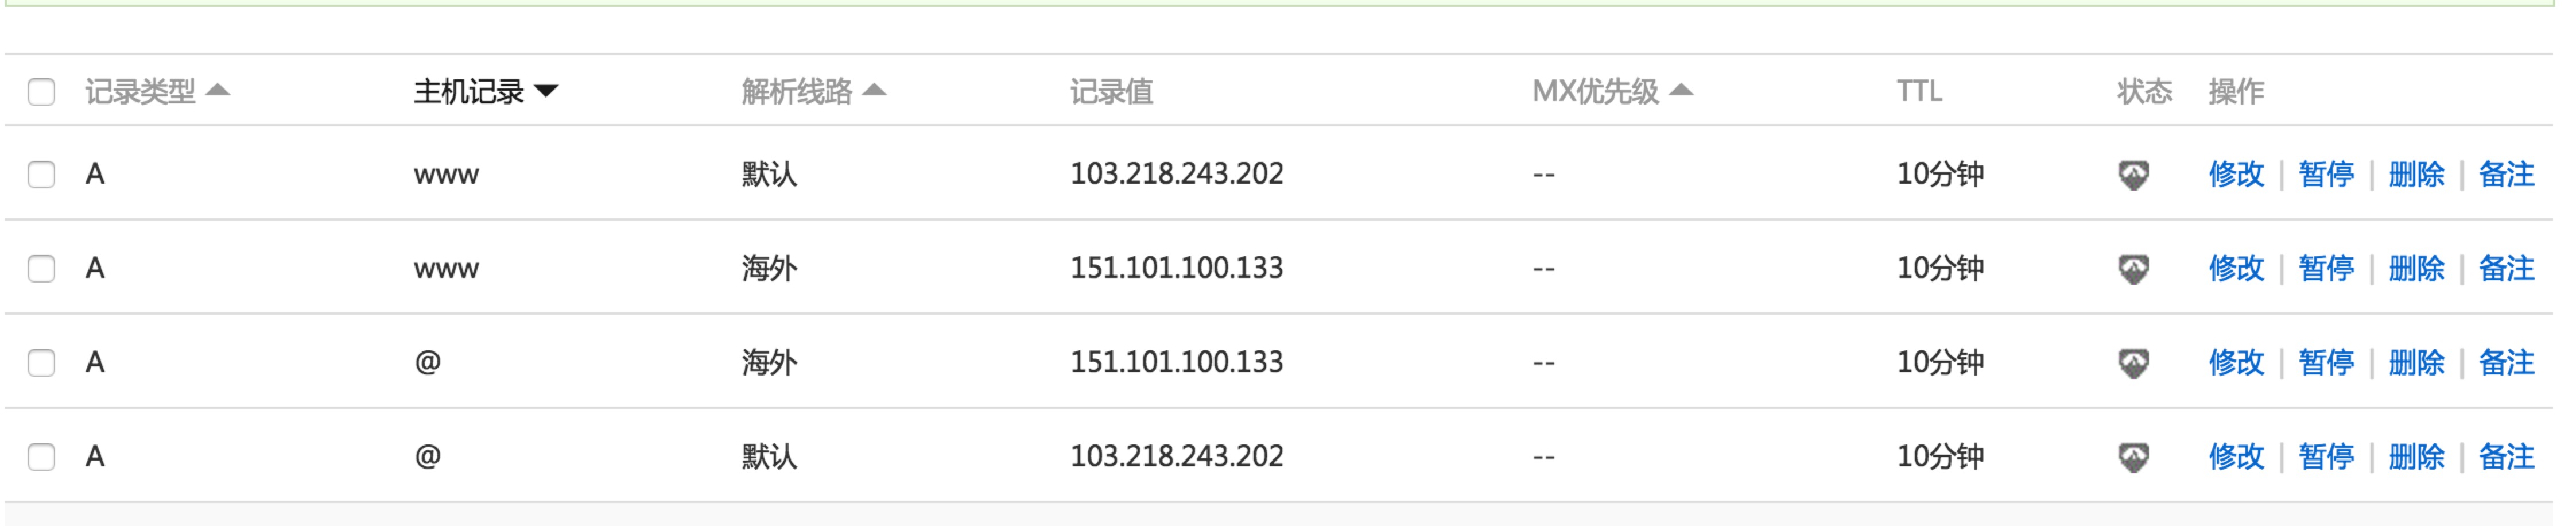 记录类型 主机记录 解析线路 记录值 MX优先级 TTL 状态 操作
A www 默认 103.218.243.202 -- 10分钟 修改 | 暂停 | 删除 | 备注
A www 海外 151.101.100.133 -- 10分钟 修改 | 暂停 | 删除 | 备注
A @ 海外 151.101.100.133 -- 10分钟 修改 | 暂停 | 删除 | 备注
A @ 默认 103.218.243.202 -- 10分钟 修改 | 暂停 | 删除 | 备注